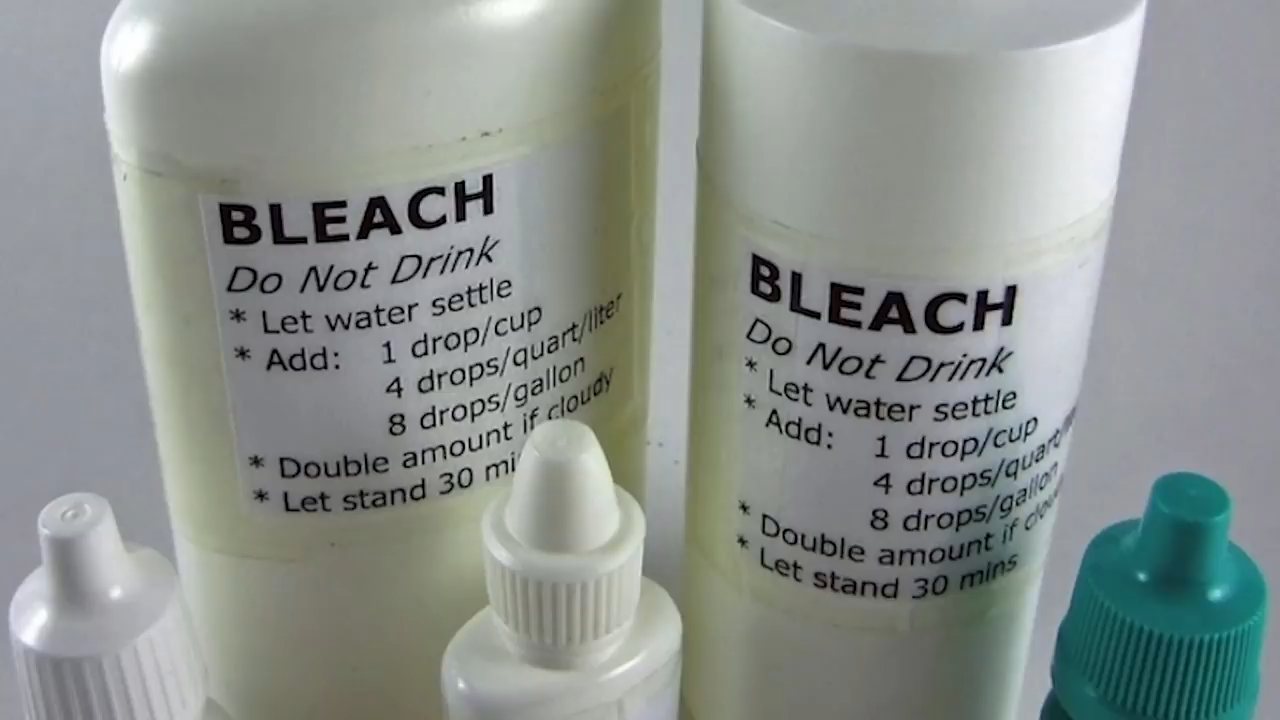 BLEACH
Do Not Drink
* Let water settle
* Add: 1 drop/cup
4 drops/quart/liter
8 drops/gallon
* Double amount if cloudy
* Let stand 30
BLEACH
Do Not Drink
* Let water settle
* Add: 1 drop/cup
4 drops/quart/
8 drops/gallon
* Double amount if
* Let stand 30 mins